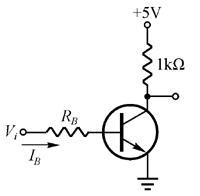 +5V
1kΩ
R_B
V_i
I_B